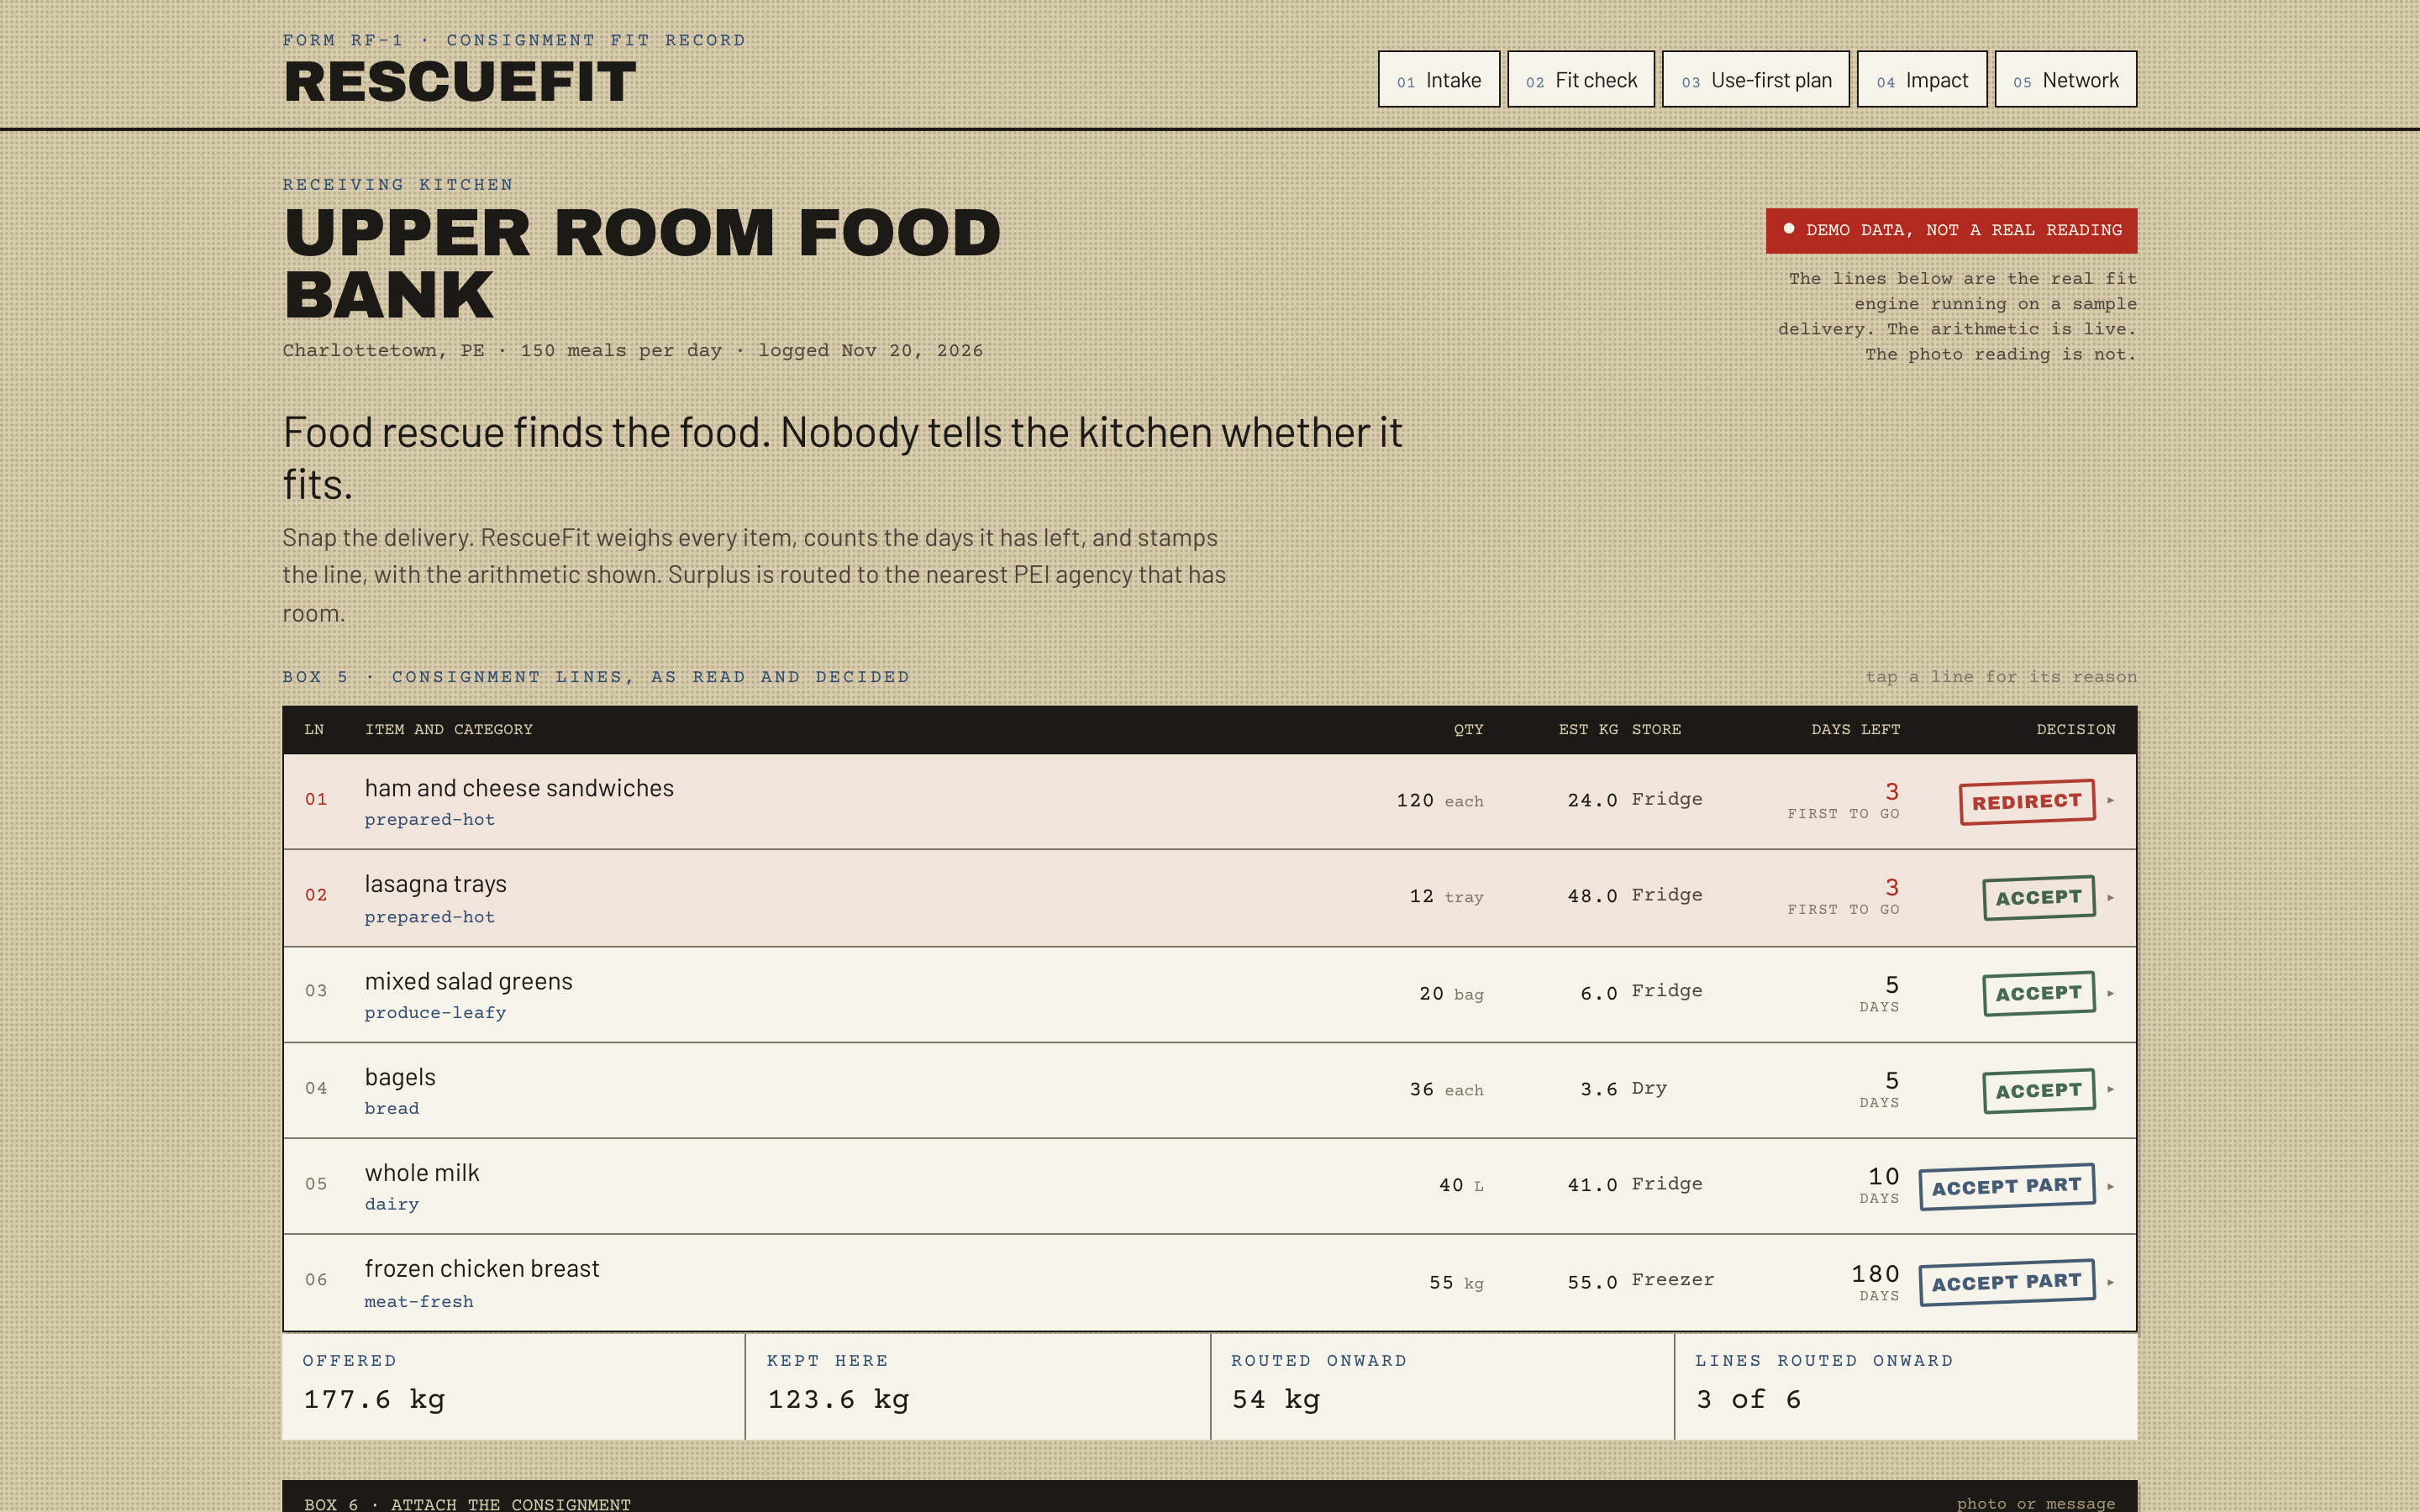 FORM RF-1 · CONSIGNMENT FIT RECORD
RESCUEFIT
01 Intake
02 Fit check
03 Use-first plan
04 Impact
05 Network
RECEIVING KITCHEN
UPPER ROOM FOOD
BANK
Charlottetown, PE · 150 meals per day · logged Nov 20, 2026
DEMO DATA, NOT A REAL READING
The lines below are the real fit
engine running on a sample
delivery. The arithmetic is live.
The photo reading is not.
Food rescue finds the food. Nobody tells the kitchen whether it
fits.
Snap the delivery. RescueFit weighs every item, counts the days it has left, and stamps
the line, with the arithmetic shown. Surplus is routed to the nearest PEI agency that has
room.
BOX 5 · CONSIGNMENT LINES, AS READ AND DECIDED
tap a line for its reason
LN ITEM AND CATEGORY QTY EST KG STORE DAYS LEFT DECISION
01 ham and cheese sandwiches 120 each 24.0 Fridge 3 REDIRECT
prepared-hot FIRST TO GO
02 lasagna trays 12 tray 48.0 Fridge 3 ACCEPT
prepared-hot FIRST TO GO
03 mixed salad greens 20 bag 6.0 Fridge 5 ACCEPT
produce-leafy DAYS
04 bagels 36 each 3.6 Dry 5 ACCEPT
bread DAYS
05 whole milk 40 L 41.0 Fridge 10 ACCEPT PART
dairy DAYS
06 frozen chicken breast 55 kg 55.0 Freezer 180 ACCEPT PART
meat-fresh DAYS
OFFERED
177.6 kg
KEPT HERE
123.6 kg
ROUTED ONWARD
54 kg
LINES ROUTED ONWARD
3 of 6
BOX 6 · ATTACH THE CONSIGNMENT
photo or message